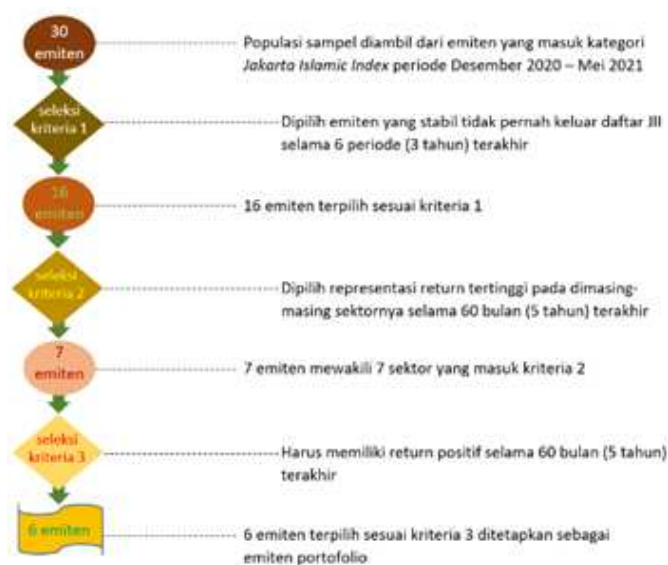 30
emiten
Populasi sampel diambil dari emiten yang masuk kategori
Jakarta Islamic Index periode Desember 2020 – Mei 2021
seleksi
kriteria 1
Dipilih emiten yang stabil tidak pernah keluar daftar JII
selama 6 periode (3 tahun) terakhir
16
emiten
16 emiten terpilih sesuai kriteria 1
seleksi
kriteria 2
Dipilih representasi return tertinggi pada dimasing-
masing sektornya selama 60 bulan (5 tahun) terakhir
7
emiten
7 emiten mewakili 7 sektor yang masuk kriteria 2
seleksi
kriteria 3
Harus memiliki return positif selama 60 bulan (5 tahun)
terakhir
6 emiten
6 emiten terpilih sesuai kriteria 3 ditetapkan sebagai
emiten portofolio